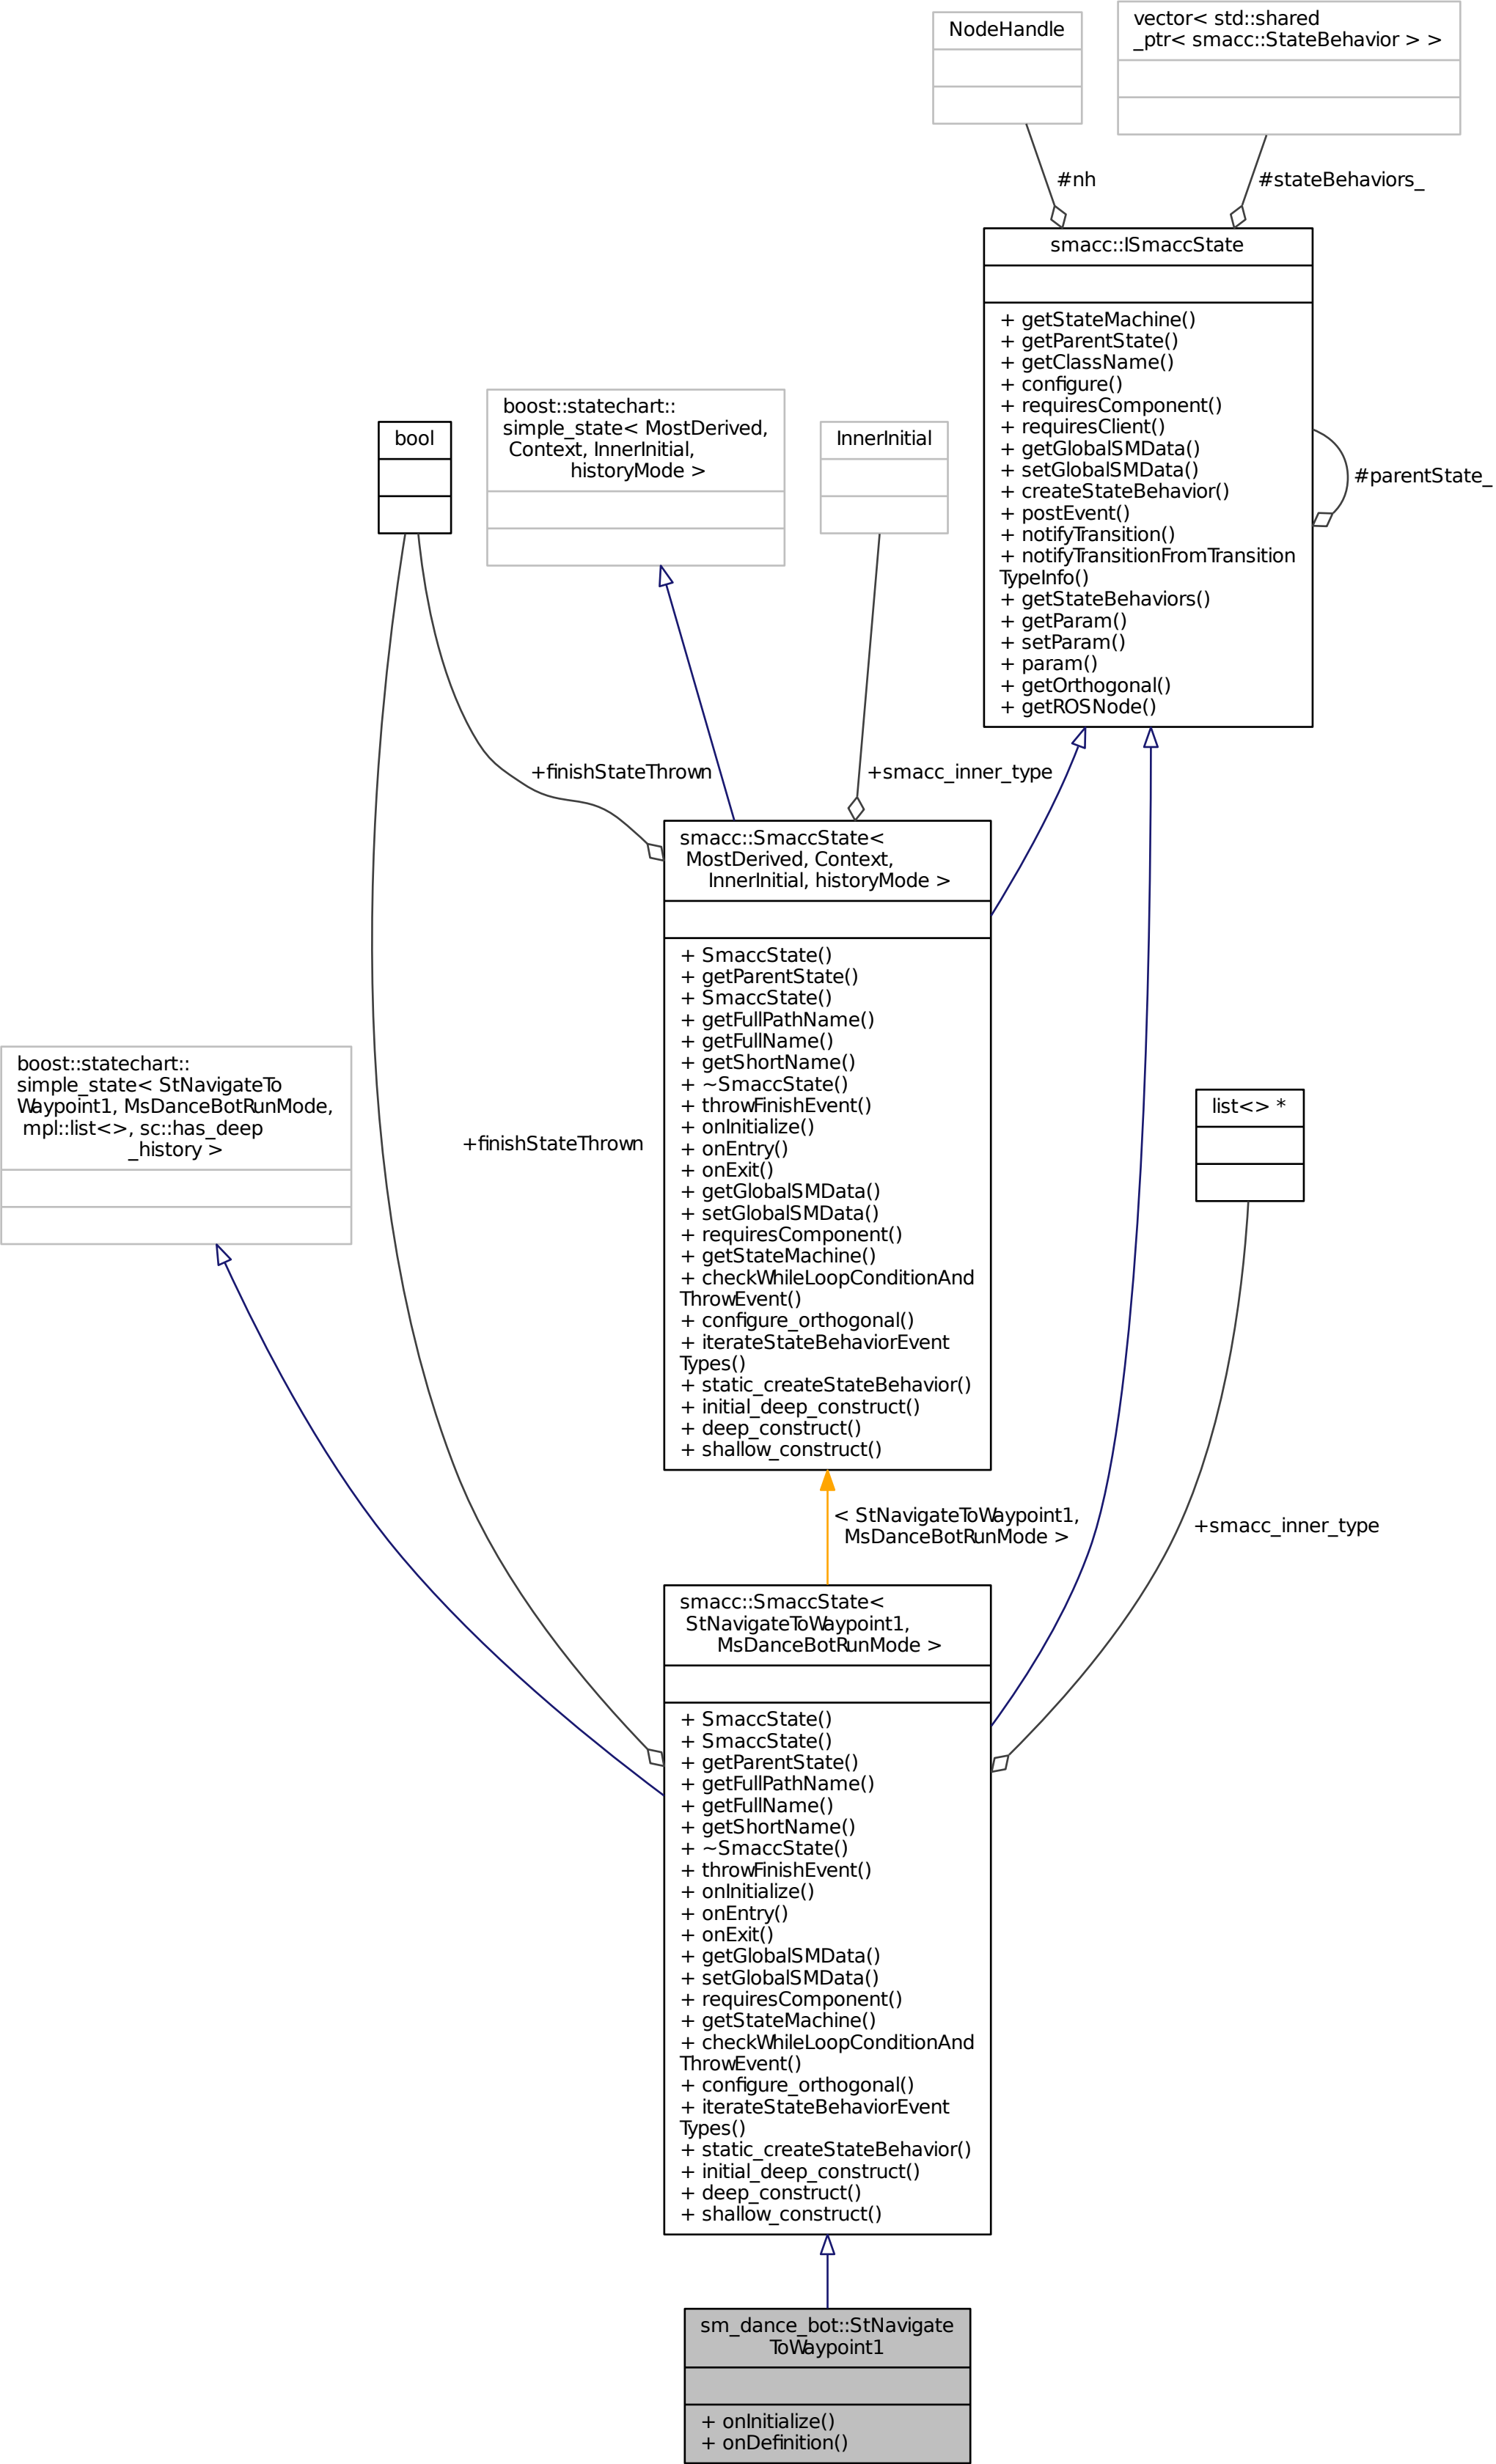 NodeHandle
vector< std::shared
_ptr< smacc::StateBehavior > >
#nh
#stateBehaviors_
smacc::ISmaccState
+ getStateMachine()
+ getParentState()
+ getClassName()
+ configure()
+ requiresComponent()
+ requiresClient()
+ getGlobalSMData()
+ setGlobalSMData()
+ createStateBehavior()
+ postEvent()
+ notifyTransition()
+ notifyTransitionFromTransition
TypeInfo()
+ getStateBehaviors()
+ getParam()
+ setParam()
+ param()
+ getOrthogonal()
+ getROSNode()
#parentState_
bool
boost::statechart::
simple_state< MostDerived,
Context, InnerInitial,
historyMode >
InnerInitial
+finishStateThrown
+smacc_inner_type
smacc::SmaccState<
MostDerived, Context,
InnerInitial, historyMode >
+ SmaccState()
+ getParentState()
+ SmaccState()
+ getFullPathName()
+ getFullName()
+ getShortName()
+ ~SmaccState()
+ throwFinishEvent()
+ onInitialize()
+ onEntry()
+ onExit()
+ getGlobalSMData()
+ setGlobalSMData()
+ requiresComponent()
+ getStateMachine()
+ checkWhileLoopConditionAnd
ThrowEvent()
+ configure_orthogonal()
+ iterateStateBehaviorEvent
Types()
+ static_createStateBehavior()
+ initial_deep_construct()
+ deep_construct()
+ shallow_construct()
boost::statechart::
simple_state< StNavigateTo
Waypoint1, MsDanceBotRunMode,
mpl::list<>, sc::has_deep
_history >
+finishStateThrown
list<> *
< StNavigateToWaypoint1,
MsDanceBotRunMode >
+smacc_inner_type
smacc::SmaccState<
StNavigateToWaypoint1,
MsDanceBotRunMode >
+ SmaccState()
+ SmaccState()
+ getParentState()
+ getFullPathName()
+ getFullName()
+ getShortName()
+ ~SmaccState()
+ throwFinishEvent()
+ onInitialize()
+ onEntry()
+ onExit()
+ getGlobalSMData()
+ setGlobalSMData()
+ requiresComponent()
+ getStateMachine()
+ checkWhileLoopConditionAnd
ThrowEvent()
+ configure_orthogonal()
+ iterateStateBehaviorEvent
Types()
+ static_createStateBehavior()
+ initial_deep_construct()
+ deep_construct()
+ shallow_construct()
sm_dance_bot::StNavigate
ToWaypoint1
+ onInitialize()
+ onDefinition()